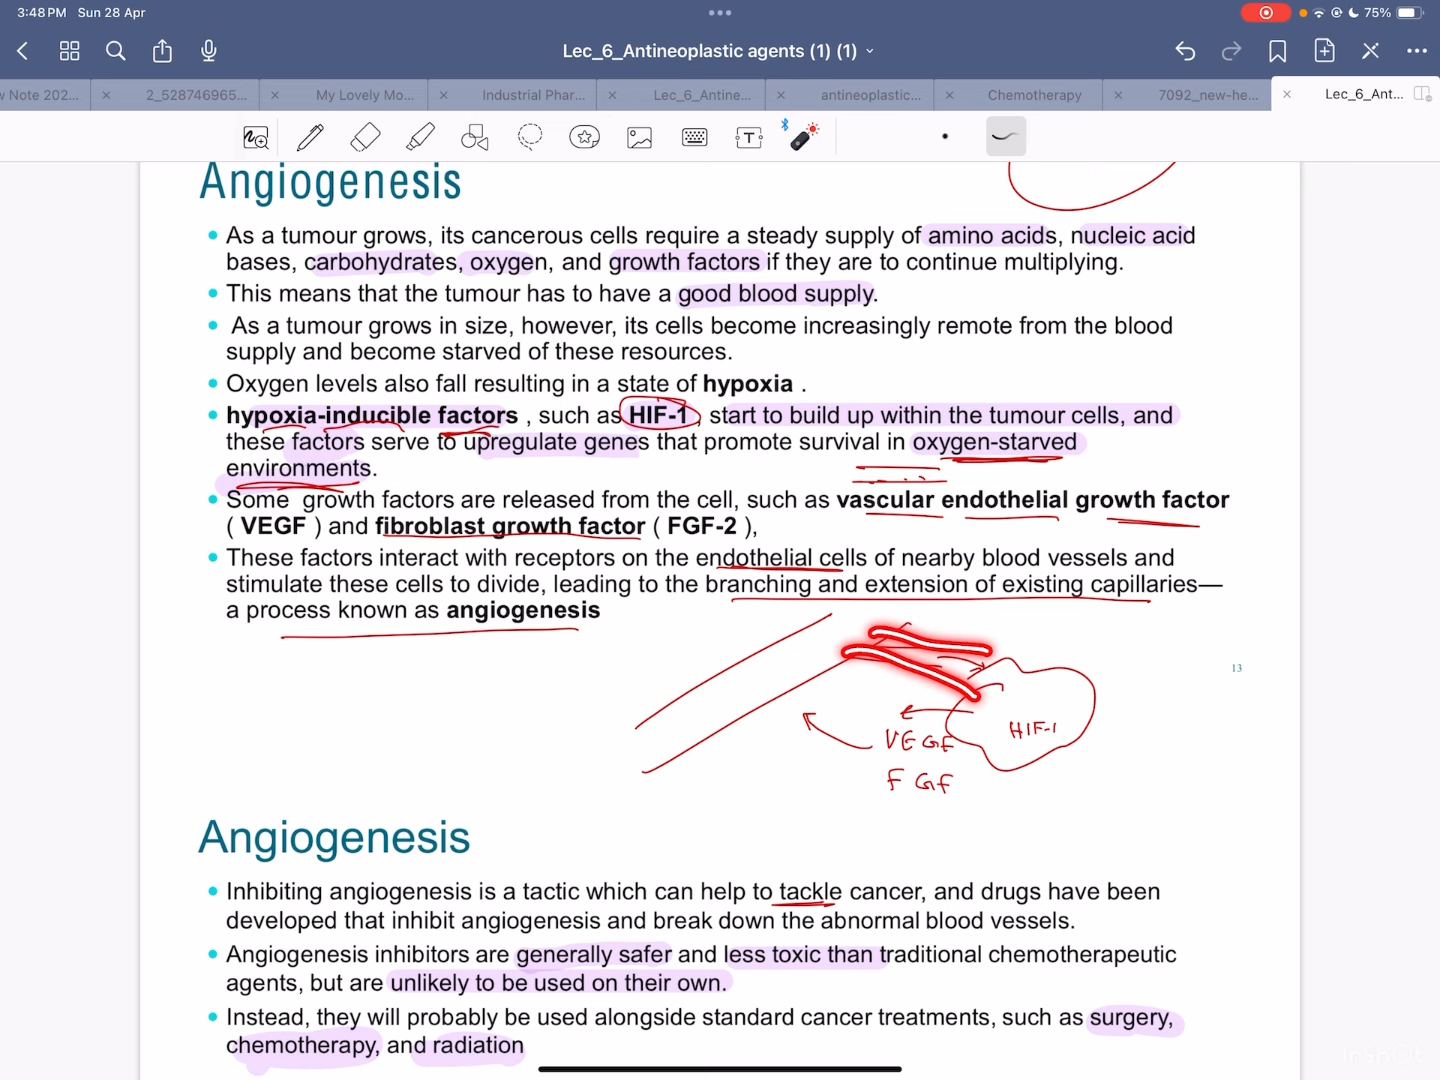 3:48 PM Sun 28 Apr
75%
Lec_6_Antineoplastic agents (1) (1)
w Note 202...
2_528746965...
My Lovely Mo...
Industrial Phar...
Lec_6_Antine...
antineoplastic...
Chemotherapy
7092_new-he...
Lec_6_Ant...
Angiogenesis
• As a tumour grows, its cancerous cells require a steady supply of amino acids, nucleic acid
bases, carbohydrates, oxygen, and growth factors if they are to continue multiplying.
• This means that the tumour has to have a good blood supply.
• As a tumour grows in size, however, its cells become increasingly remote from the blood
supply and become starved of these resources.
• Oxygen levels also fall resulting in a state of hypoxia .
• hypoxia-inducible factors , such as HIF-1, start to build up within the tumour cells, and
these factors serve to upregulate genes that promote survival in oxygen-starved
environments.
• Some growth factors are released from the cell, such as vascular endothelial growth factor
( VEGF ) and fibroblast growth factor ( FGF-2 ),
• These factors interact with receptors on the endothelial cells of nearby blood vessels and
stimulate these cells to divide, leading to the branching and extension of existing capillaries—
a process known as angiogenesis
13
HIF-1
VEGF
FGF
Angiogenesis
• Inhibiting angiogenesis is a tactic which can help to tackle cancer, and drugs have been
developed that inhibit angiogenesis and break down the abnormal blood vessels.
• Angiogenesis inhibitors are generally safer and less toxic than traditional chemotherapeutic
agents, but are unlikely to be used on their own.
• Instead, they will probably be used alongside standard cancer treatments, such as surgery,
chemotherapy, and radiation